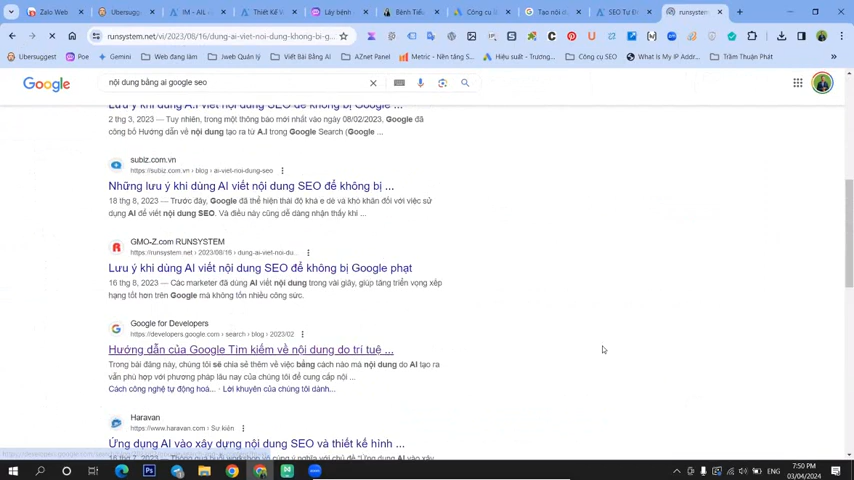 Zalo Web
Ubersugges
IM - AIL - v
Thiết Kế V
Lấy bệnh
Bệnh Tiểu
Công cụ S
Tạo nội d
SEO Tự Đ
runsystem.
runsystem.net/vi/2023/08/16/dung-ai-viet-noi-dung-khong-bi-g...
Ubersuggest
Poe
Gemini
Web đang làm
Jweb Quản lý
Viết Bài Bằng AI
AZnet Panel
Hiệu suất - Trương...
Metric - Nền tảng s...
Công cụ SEO
What Is My IP Addr...
Trầm Thuận Phát
Google
nội dung bằng ai google seo
Lưu ý khi dùng A.I viết nội dung SEO để không bị Google ...
2 thg 3, 2023 — Tuy nhiên, trong một thông báo mới nhất vào ngày 08/02/2023, Google đã
công bố Hướng dẫn về nội dung tạo ra từ A.I trong Google Search (Google ...
subiz.com.vn
https://subiz.com.vn › blog › ai-viet-noi-dung-seo
Những lưu ý khi dùng AI viết nội dung SEO để không bị ...
18 thg 8, 2023 — Trước đây, Google đã thể hiện thái độ khá e dè và khó khăn đối với việc sử
dụng AI để viết nội dung SEO. Và điều này cũng dễ dàng nhận thấy khi ...
GMO-Z.com RUNSYSTEM
https://runsystem.net › 2023/08/16 › dung-ai-viet-noi-du...
Lưu ý khi dùng AI viết nội dung SEO để không bị Google phạt
16 thg 8, 2023 — Các marketer đã dùng AI viết nội dung trong vài giây, giúp tăng triển vọng xếp
hạng tốt hơn trên Google mà không tốn nhiều công sức.
Google for Developers
https://developers.google.com › search › blog › 2023/02
Hướng dẫn của Google Tìm kiếm về nội dung do trí tuệ ...
Trong bài đăng này, chúng tôi sẽ chia sẻ thêm về việc bằng cách nào mà nội dung do AI tạo ra
vẫn phù hợp với phương pháp lâu nay của chúng tôi để cung cấp nội ...
Cách công nghệ tự động hoá... · Lời khuyên của chúng tôi dành...
Haravan
https://www.haravan.com › Sự kiện
Ứng dụng AI vào xây dựng nội dung SEO và thiết kế hình ...
ENG
7:50 PM
03/04/2024